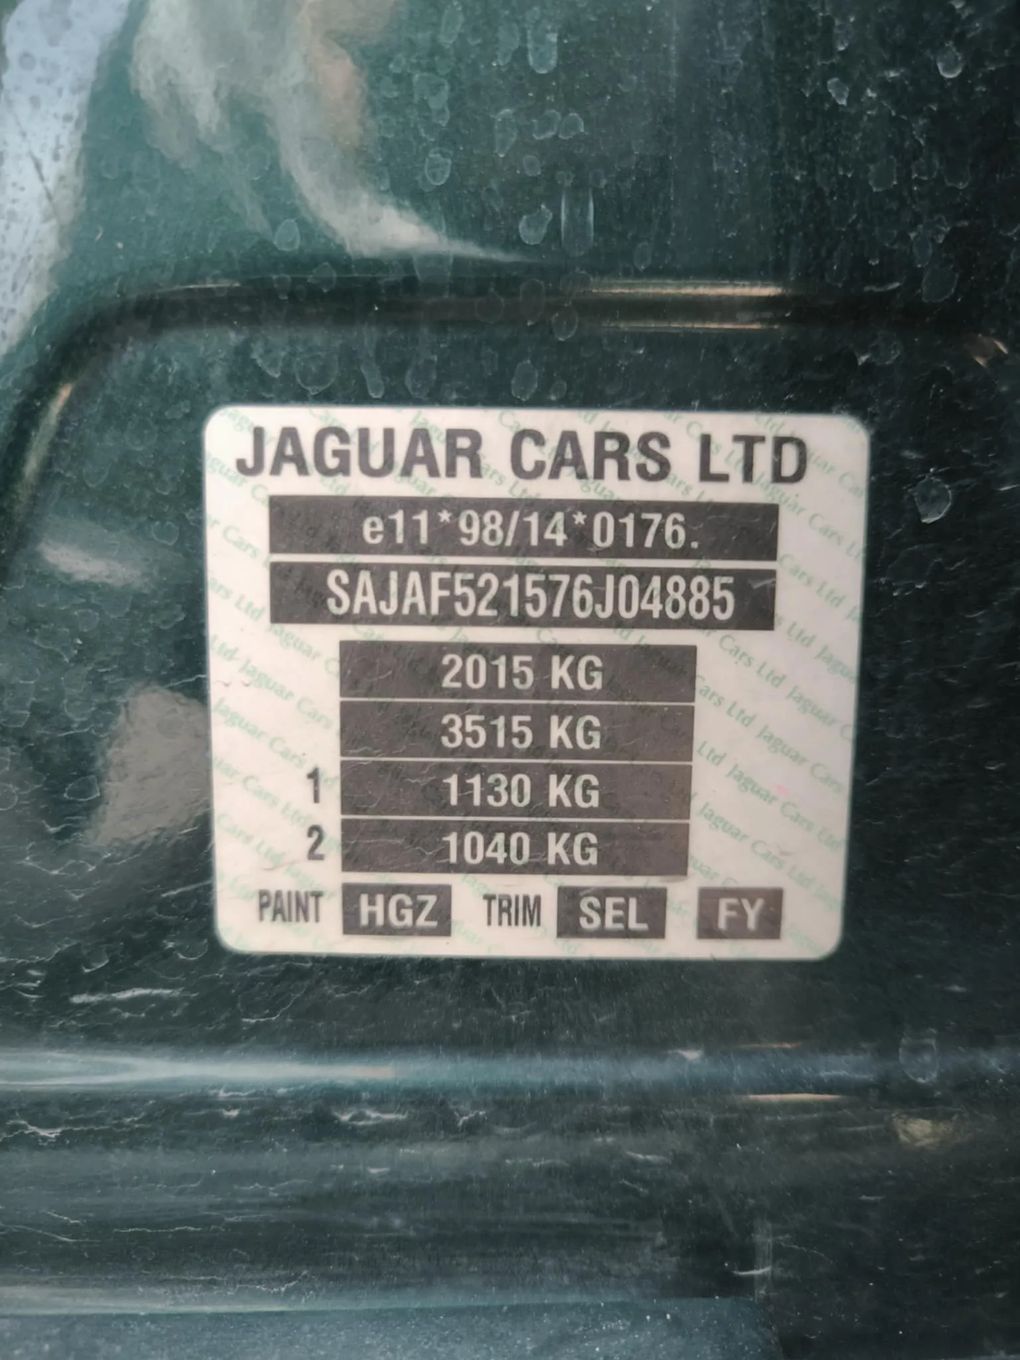 JAGUAR CARS LTD
e11*98/14*0176.
SAJAF521576J04885
2015 KG
3515 KG
1 1130 KG
2 1040 KG
PAINT HGZ TRIM SEL FY